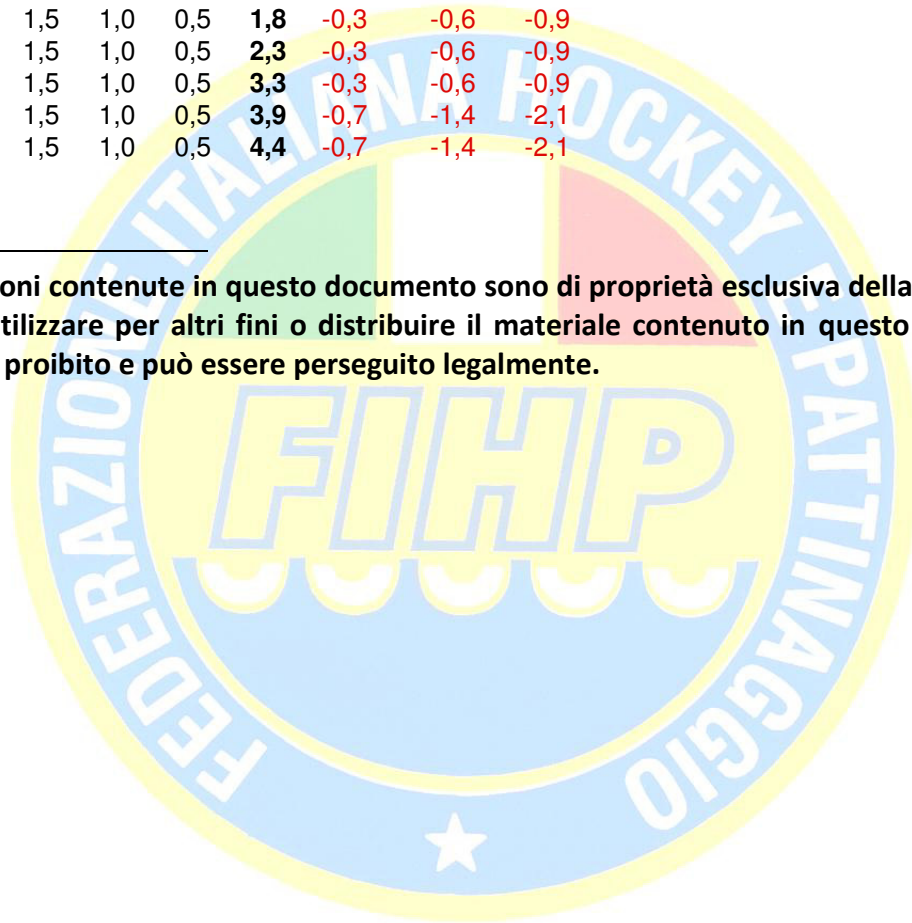 1,5 1,0 0,5 1,8 -0,3 -0,6 -0,9
1,5 1,0 0,5 2,3 -0,3 -0,6 -0,9
1,5 1,0 0,5 3,3 -0,3 -0,6 -0,9
1,5 1,0 0,5 3,9 -0,7 -1,4 -2,1
1,5 1,0 0,5 4,4 -0,7 -1,4 -2,1
oni contenute in questo documento sono di proprietà esclusiva della
tilizzare per altri fini o distribuire il materiale contenuto in questo
proibito e può essere perseguito legalmente.
FEDERAZIONE ITALIANA HOCKEY E PATTINAGGIO
FIHP